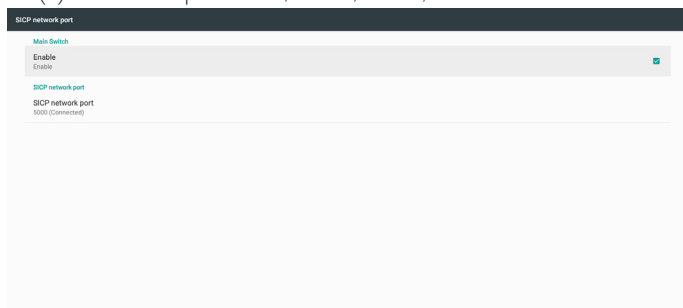 SICP network port
Main Switch
Enable
Enable
SICP network port
SICP network port
5000 (Connected)